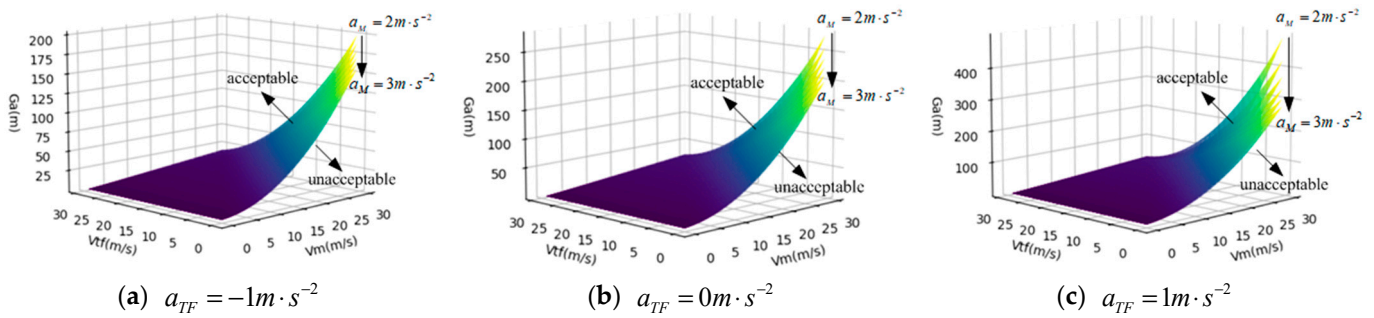 a_M = 2m·s⁻²
200
175
150
125
100
75
50
25
Ga(m)
acceptable
a_M = 3m·s⁻²
unacceptable
30
25
20
15
10
5
0
Vtf(m/s)
0
5
10
15
20
25
30
Vm(m/s)
(a) a_TF = −1m·s⁻²
a_M = 2m·s⁻²
250
200
150
100
50
Ga(m)
acceptable
a_M = 3m·s⁻²
unacceptable
30
25
20
15
10
5
0
Vtf(m/s)
0
5
10
15
20
25
30
Vm(m/s)
(b) a_TF = 0m·s⁻²
a_M = 2m·s⁻²
400
300
200
100
Ga(m)
acceptable
a_M = 3m·s⁻²
unacceptable
30
25
20
15
10
5
0
Vtf(m/s)
0
5
10
15
20
25
30
Vm(m/s)
(c) a_TF = 1m·s⁻²